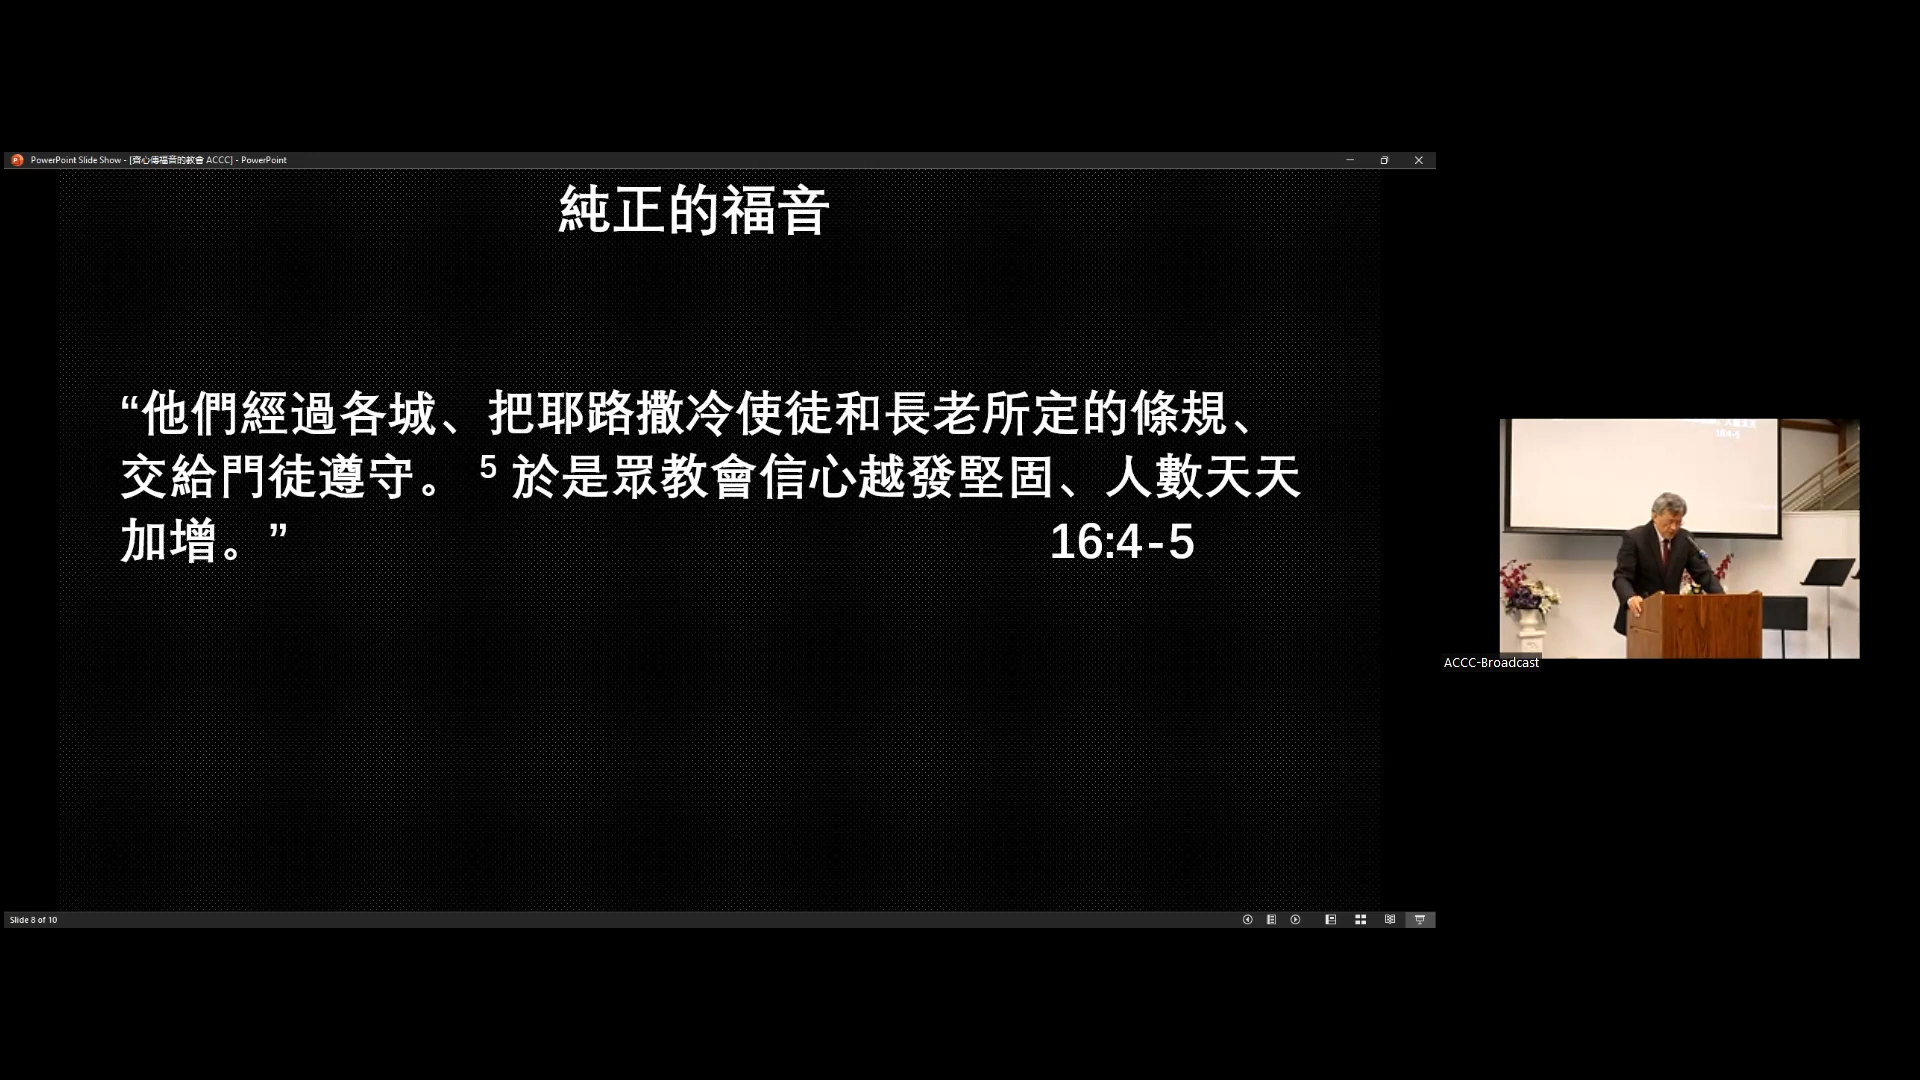 PowerPoint Slide Show - [齊心傳福音的教會 ACCC] - PowerPoint
純正的福音
“他們經過各城、把耶路撒冷使徒和長老所定的條規、
交給門徒遵守。 5 於是眾教會信心越發堅固、人數天天
加增。” 16:4-5
16:4-5
ACCC-Broadcast
Slide 8 of 10